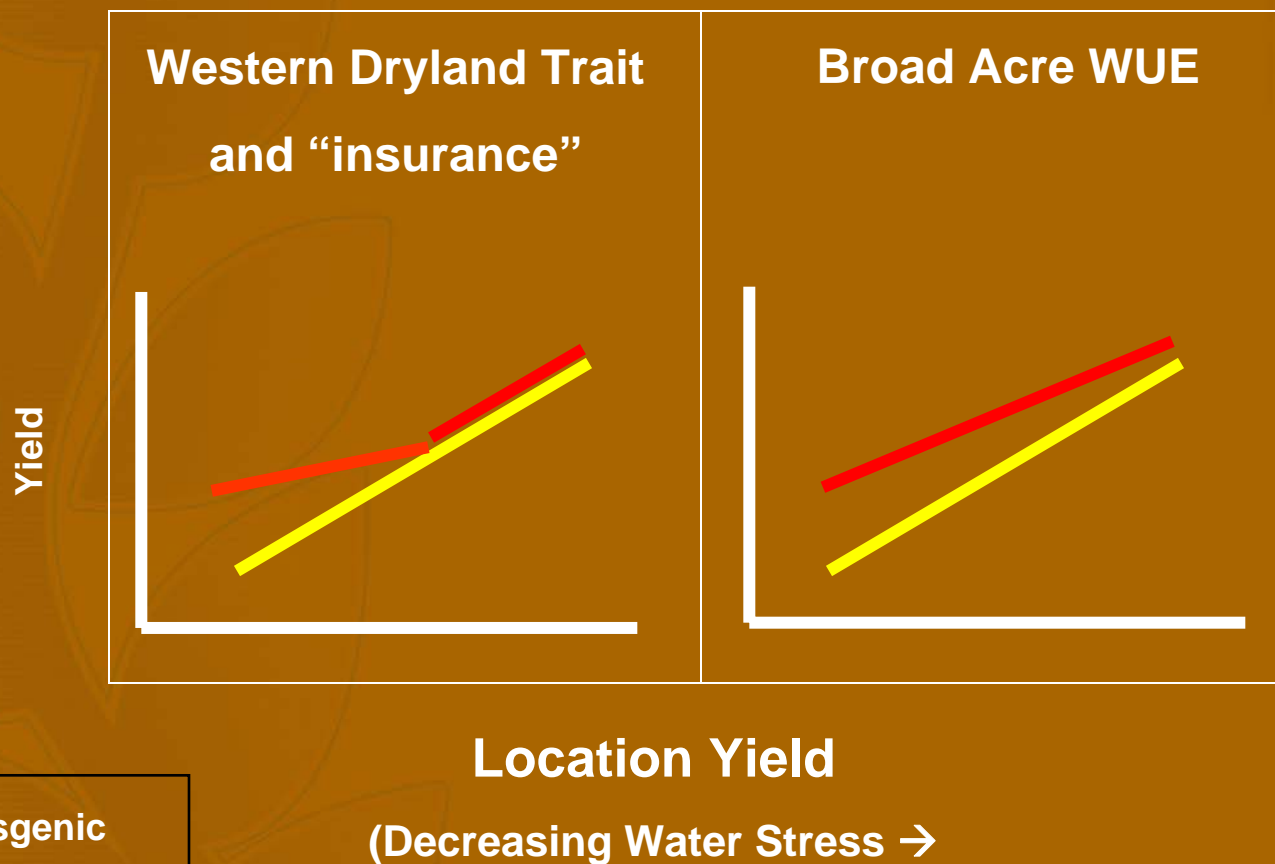 Western Dryland Trait
and “insurance”
Broad Acre WUE
Yield
Location Yield
(Decreasing Water Stress →
sgenic